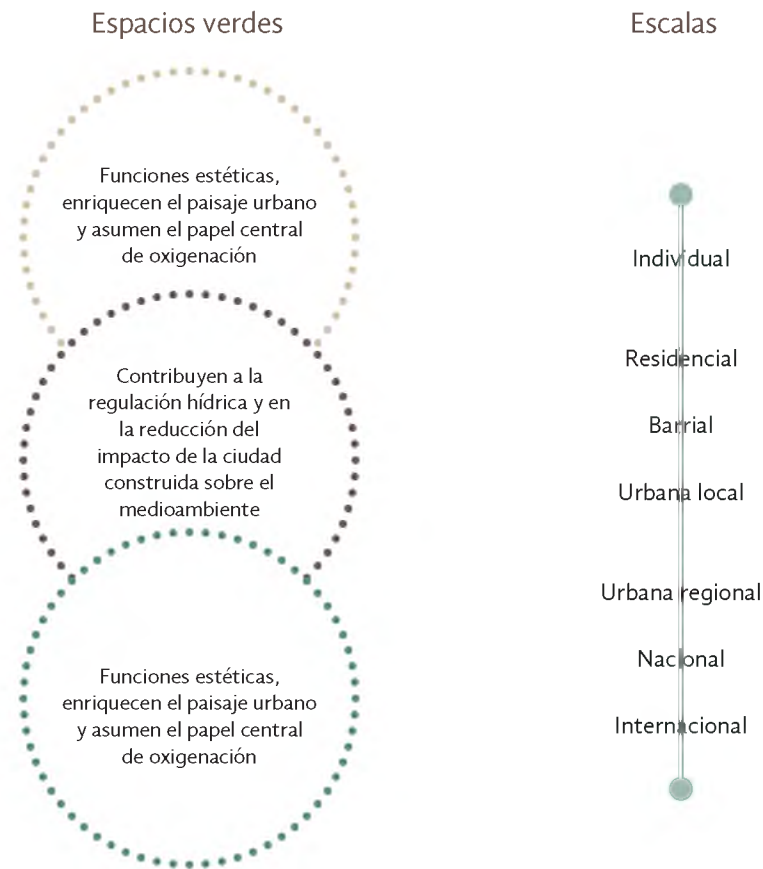 Espacios verdes
Funciones estéticas,
enriquecen el paisaje urbano
y asumen el papel central
de oxigenación
Contribuyen a la
regulación hídrica y en
la reducción del
impacto de la ciudad
construida sobre el
medioambiente
Funciones estéticas,
enriquecen el paisaje urbano
y asumen el papel central
de oxigenación
Escalas
Individual
Residencial
Barrial
Urbana local
Urbana regional
Nacional
Internacional